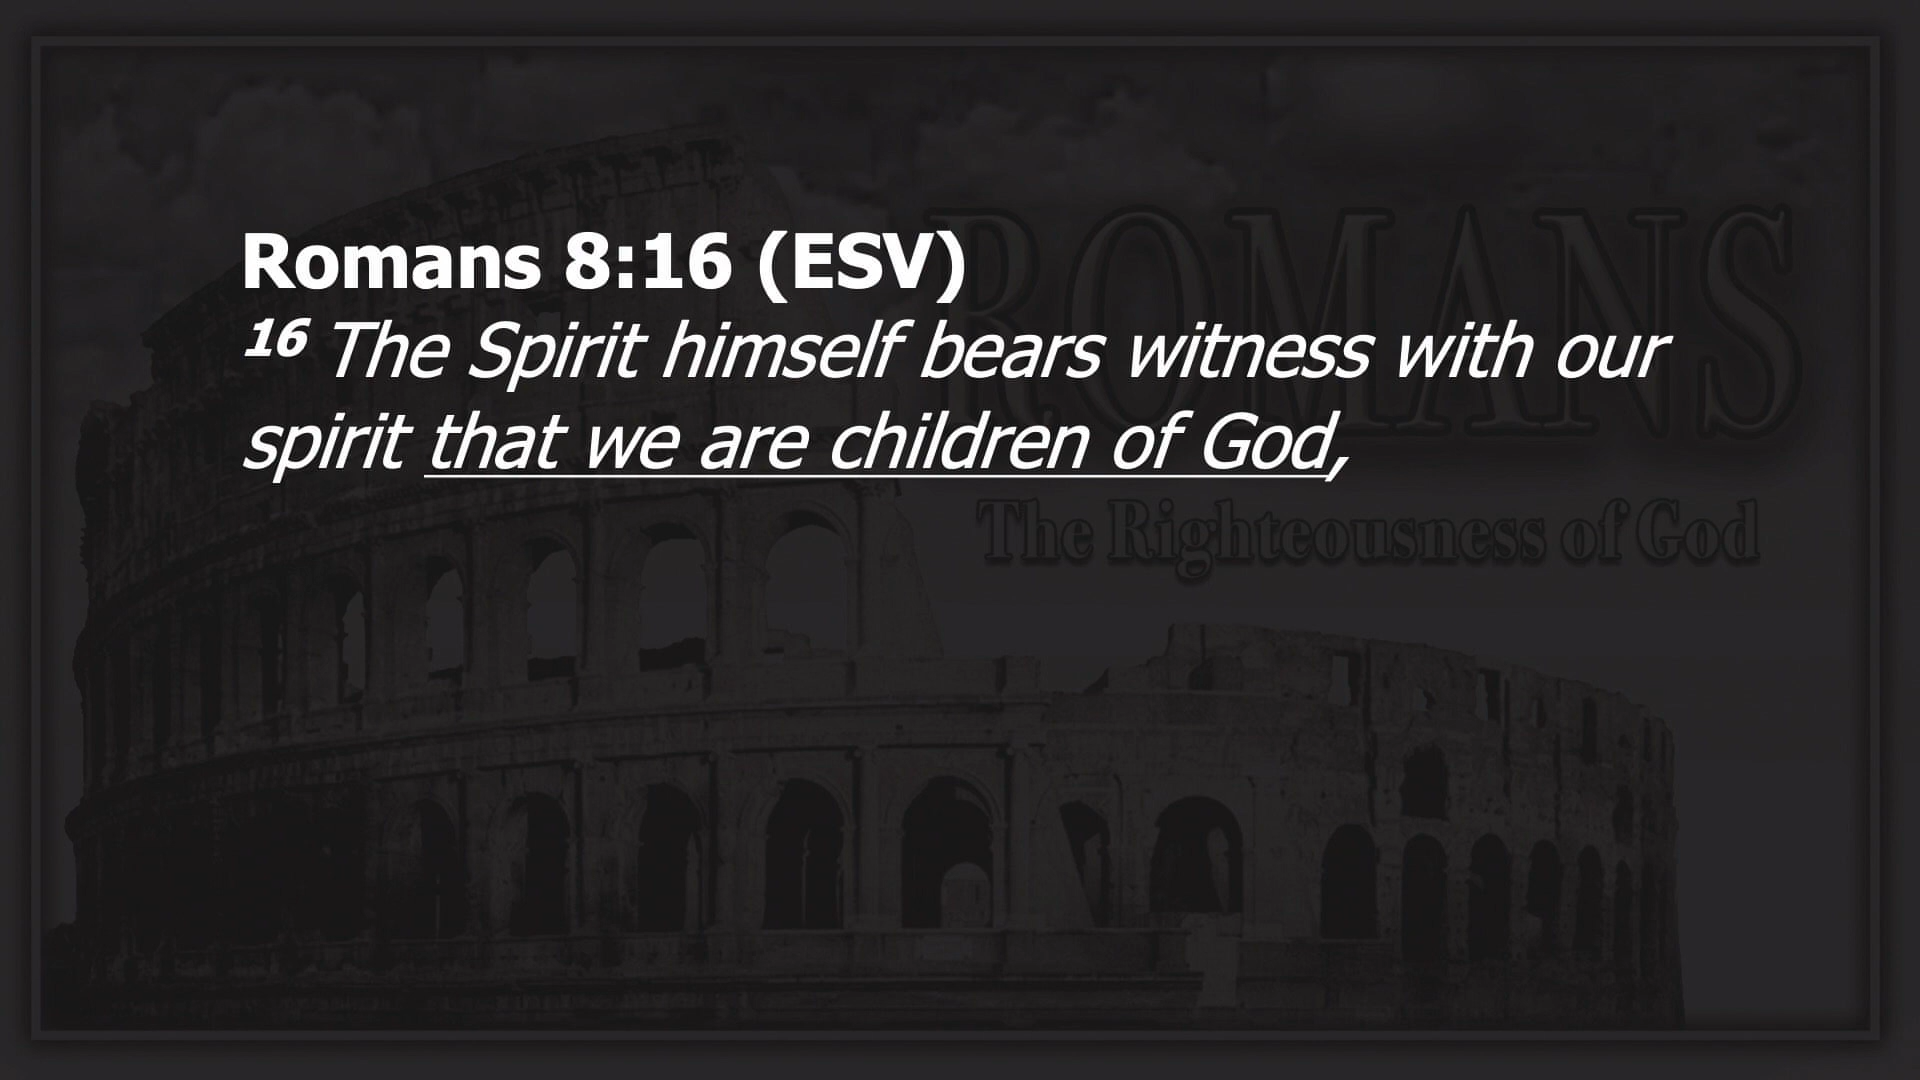 Romans 8:16 (ESV)
16 The Spirit himself bears witness with our
spirit that we are children of God,
ROMANS
The Righteousness of God